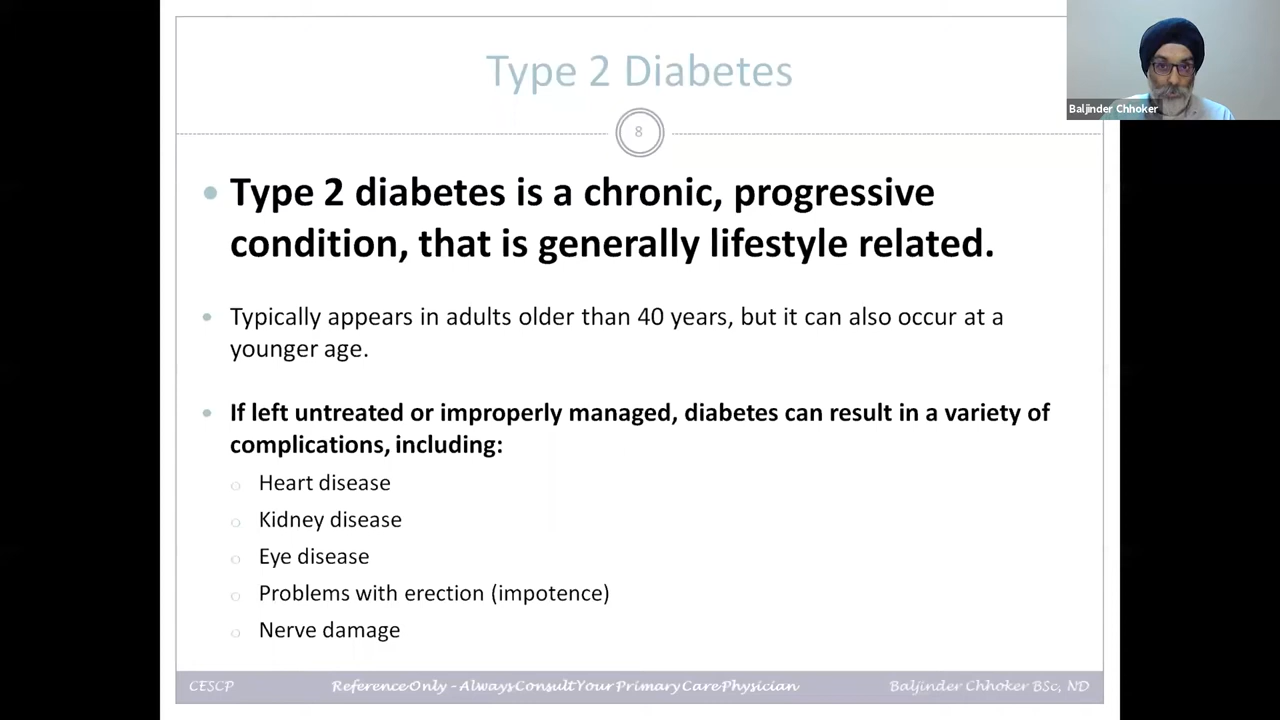 Type 2 Diabetes
Baljinder Chhoker
8
• Type 2 diabetes is a chronic, progressive
condition, that is generally lifestyle related.
• Typically appears in adults older than 40 years, but it can also occur at a
younger age.
• If left untreated or improperly managed, diabetes can result in a variety of
complications, including:
○ Heart disease
○ Kidney disease
○ Eye disease
○ Problems with erection (impotence)
○ Nerve damage
CESCP
Reference Only - Always Consult Your Primary Care Physician
Baljinder Chhoker BSc, ND